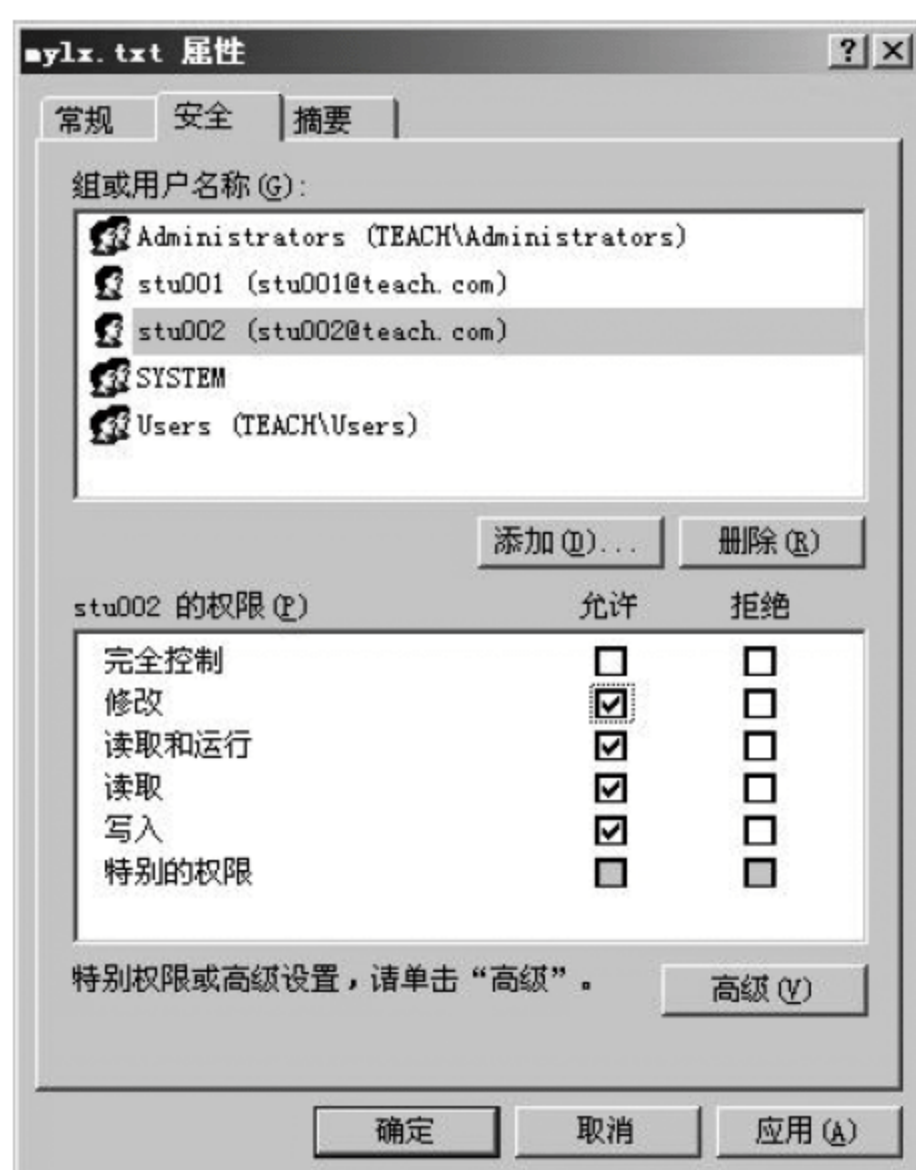 mylx.txt 属性
常规 安全 摘要
组或用户名称(G):
Administrators (TEACH\Administrators)
stu001 (stu001@teach.com)
stu002 (stu002@teach.com)
SYSTEM
Users (TEACH\Users)
添加(D)... 删除(R)
stu002 的权限(P) 允许 拒绝
完全控制
修改
读取和运行
读取
写入
特别的权限
特别权限或高级设置，请单击“高级”。 高级(V)
确定 取消 应用(A)